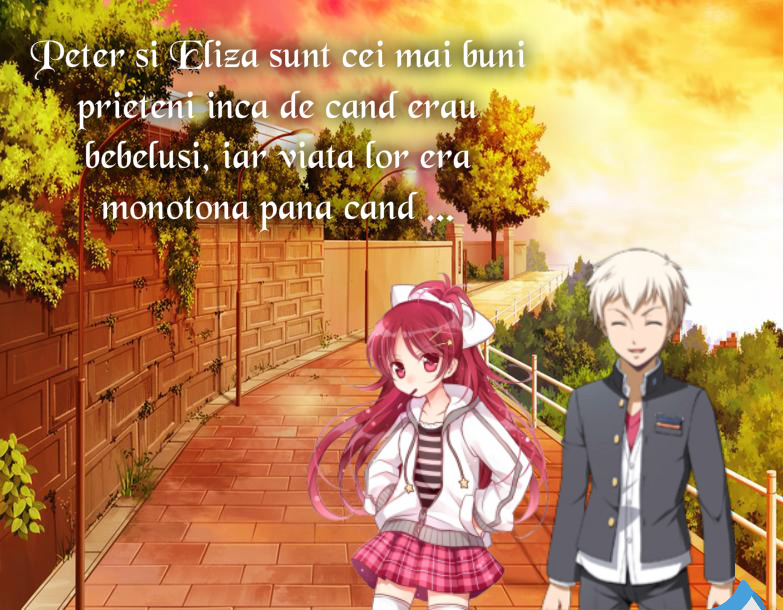 Peter si Eliza sunt cei mai buni
prieteni inca de cand erau
bebelusi, iar viata lor era
monotona pana cand ...